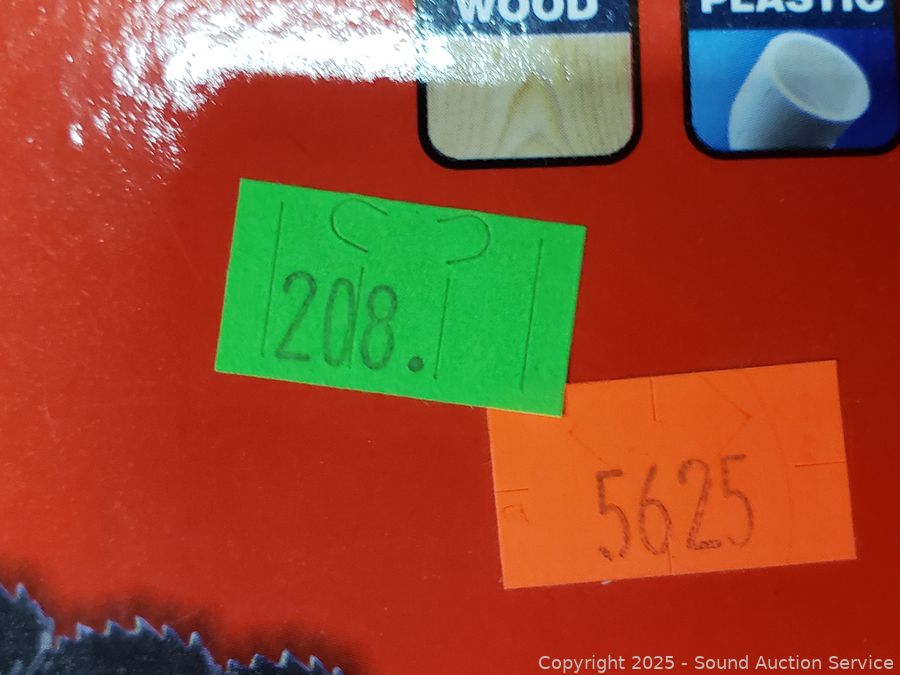 WOOD
PLASTIC
208.
5625
Copyright 2025 - Sound Auction Service